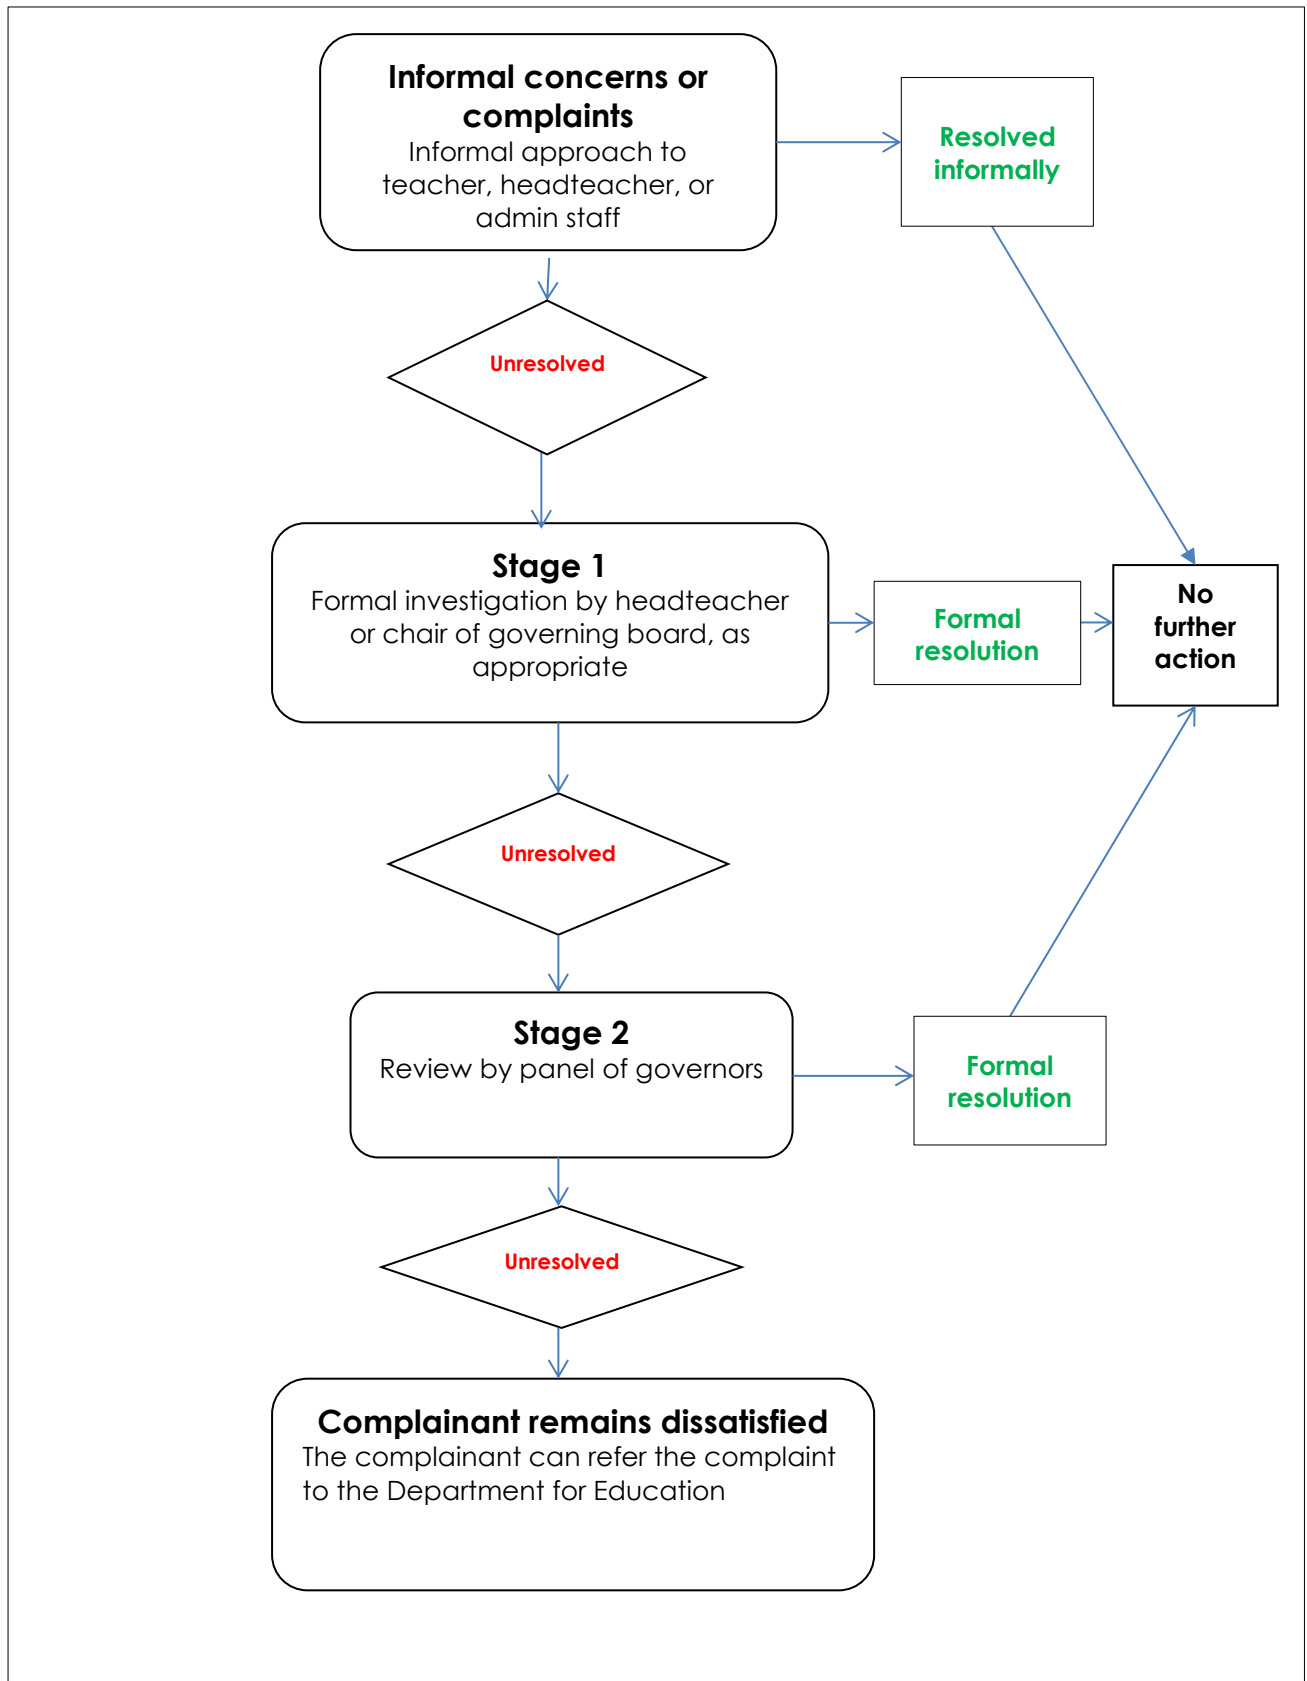 Informal concerns or
complaints
Informal approach to
teacher, headteacher, or
admin staff
Resolved
informally
Unresolved
Stage 1
Formal investigation by headteacher
or chair of governing board, as
appropriate
Formal
resolution
No
further
action
Unresolved
Stage 2
Review by panel of governors
Formal
resolution
Unresolved
Complainant remains dissatisfied
The complainant can refer the complaint
to the Department for Education